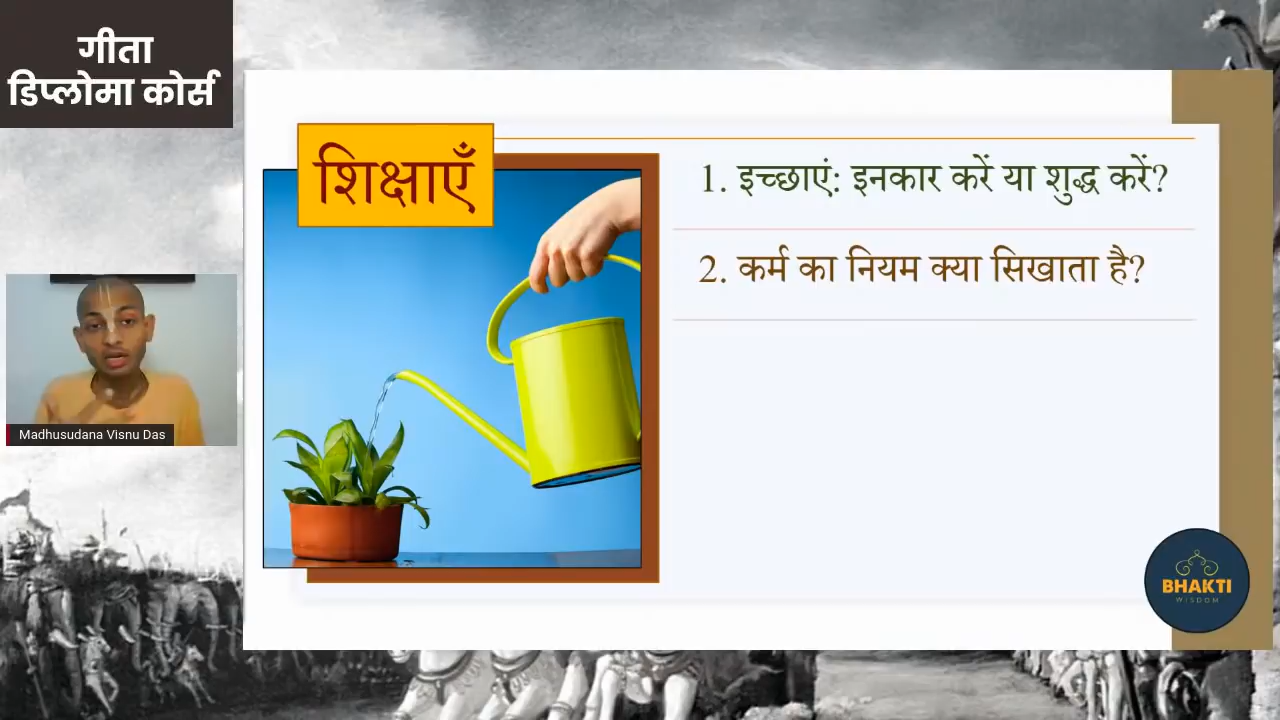 गीता
डिप्लोमा कोर्स
शिक्षाएँ
1. इच्छाएं: इनकार करें या शुद्ध करें?
2. कर्म का नियम क्या सिखाता है?
Madhusudana Visnu Das
BHAKTI
WISDOM